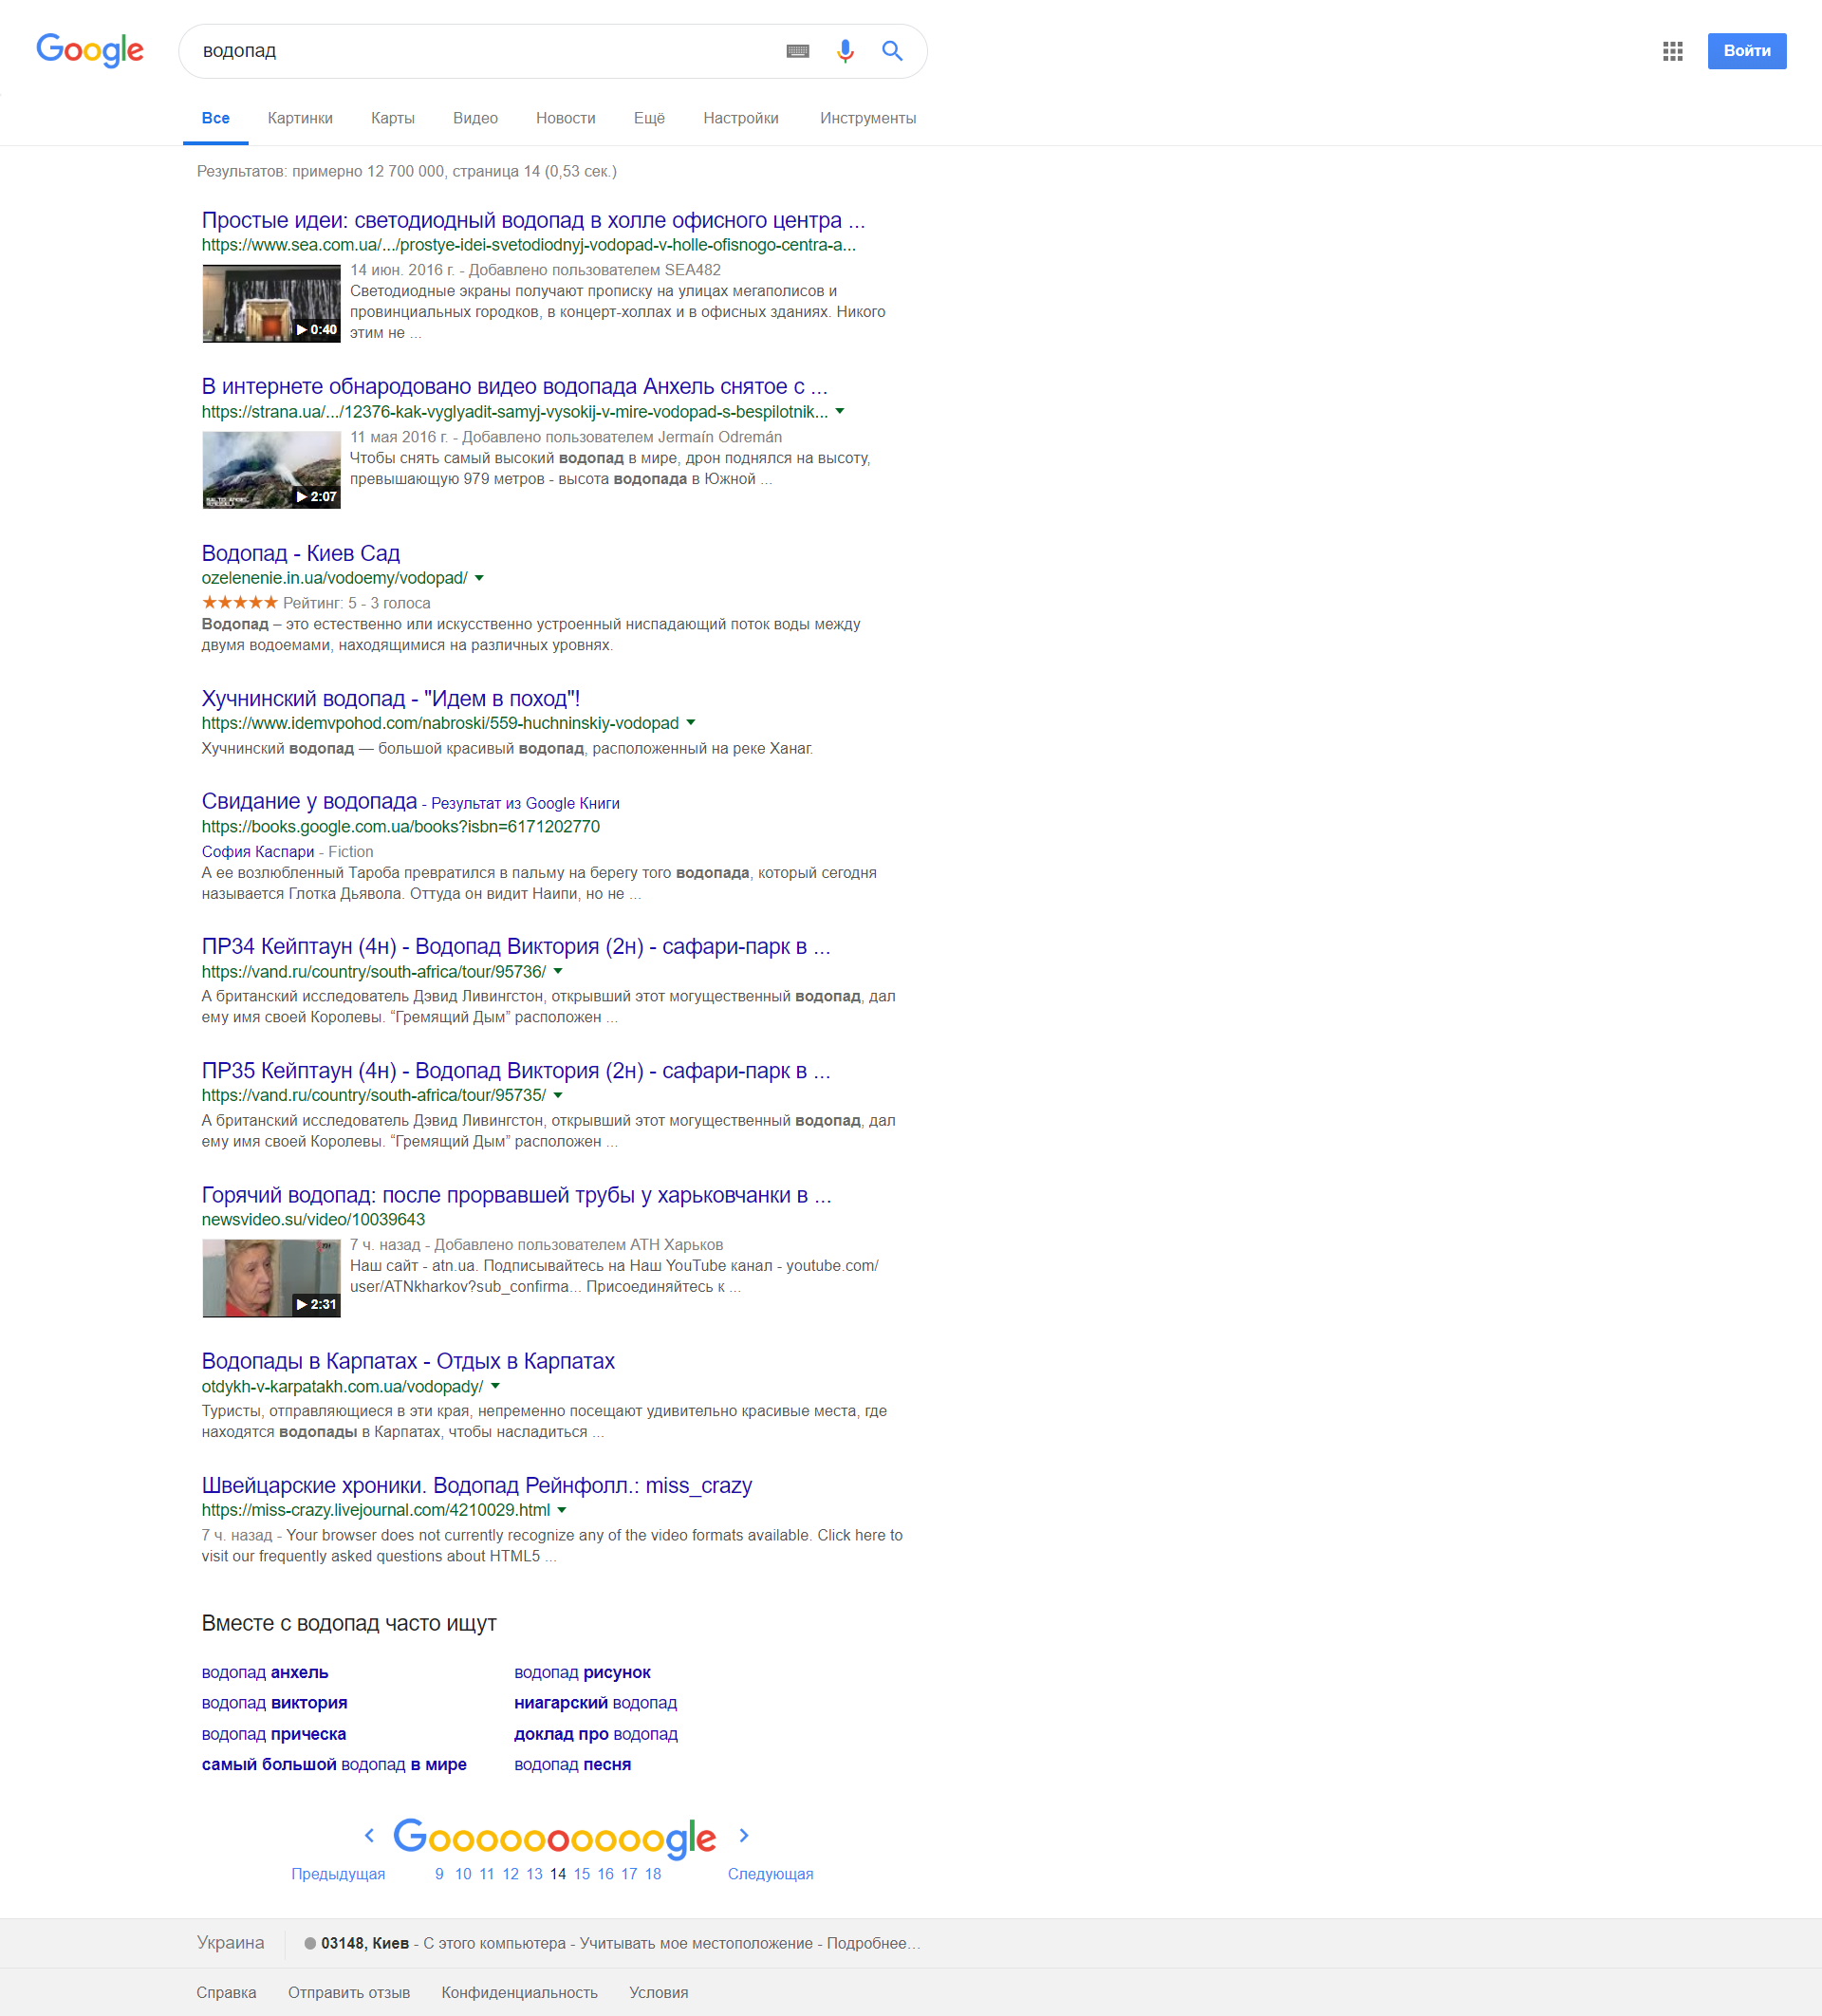 Google
водопад
Войти
Все Картинки Карты Видео Новости Ещё Настройки Инструменты
Результатов: примерно 12 700 000, страница 14 (0,53 сек.)
Простые идеи: светодиодный водопад в холле офисного центра ...
https://www.sea.com.ua/.../prostye-idei-svetodiodnyj-vodopad-v-holle-ofisnogo-centra-a...
0:40
14 июн. 2016 г. - Добавлено пользователем SEA482
Светодиодные экраны получают прописку на улицах мегаполисов и
провинциальных городков, в концерт-холлах и в офисных зданиях. Никого
этим не ...
В интернете обнародовано видео водопада Анхель снятое с ...
https://strana.ua/.../12376-kak-vyglyadit-samyj-vysokij-v-mire-vodopad-s-bespilotnik...
2:07
11 мая 2016 г. - Добавлено пользователем Jermaín Odremán
Чтобы снять самый высокий водопад в мире, дрон поднялся на высоту,
превышающую 979 метров - высота водопада в Южной ...
Водопад - Киев Сад
ozelenenie.in.ua/vodoemy/vodopad/
Рейтинг: 5 - 3 голоса
Водопад – это естественно или искусственно устроенный ниспадающий поток воды между
двумя водоемами, находящимися на различных уровнях.
Хучнинский водопад - "Идем в поход"!
https://www.idemvpohod.com/nabroski/559-huchninskiy-vodopad
Хучнинский водопад — большой красивый водопад, расположенный на реке Ханаг.
Свидание у водопада - Результат из Google Книги
https://books.google.com.ua/books?isbn=6171202770
София Каспари - Fiction
А ее возлюбленный Тароба превратился в пальму на берегу того водопада, который сегодня
называется Глотка Дьявола. Оттуда он видит Наипи, но не ...
ПР34 Кейптаун (4н) - Водопад Виктория (2н) - сафари-парк в ...
https://vand.ru/country/south-africa/tour/95736/
А британский исследователь Дэвид Ливингстон, открывший этот могущественный водопад, дал
ему имя своей Королевы. “Гремящий Дым” расположен ...
ПР35 Кейптаун (4н) - Водопад Виктория (2н) - сафари-парк в ...
https://vand.ru/country/south-africa/tour/95735/
А британский исследователь Дэвид Ливингстон, открывший этот могущественный водопад, дал
ему имя своей Королевы. “Гремящий Дым” расположен ...
Горячий водопад: после прорвавшей трубы у харьковчанки в ...
newsvideo.su/video/10039643
2:31
7 ч. назад - Добавлено пользователем АТН Харьков
Наш сайт - atn.ua. Подписывайтесь на Наш YouTube канал - youtube.com/
user/ATNkharkov?sub_confirma... Присоединяйтесь к ...
Водопады в Карпатах - Отдых в Карпатах
otdykh-v-karpatakh.com.ua/vodopady/
Туристы, отправляющиеся в эти края, непременно посещают удивительно красивые места, где
находятся водопады в Карпатах, чтобы насладиться ...
Швейцарские хроники. Водопад Рейнфолл.: miss_crazy
https://miss-crazy.livejournal.com/4210029.html
7 ч. назад - Your browser does not currently recognize any of the video formats available. Click here to
visit our frequently asked questions about HTML5 ...
Вместе с водопад часто ищут
водопад анхель водопад рисунок
водопад виктория ниагарский водопад
водопад прическа доклад про водопад
самый большой водопад в мире водопад песня
Goooooooooogle
Предыдущая 9 10 11 12 13 14 15 16 17 18 Следующая
Украина 03148, Киев - С этого компьютера - Учитывать мое местоположение - Подробнее…
Справка Отправить отзыв Конфиденциальность Условия